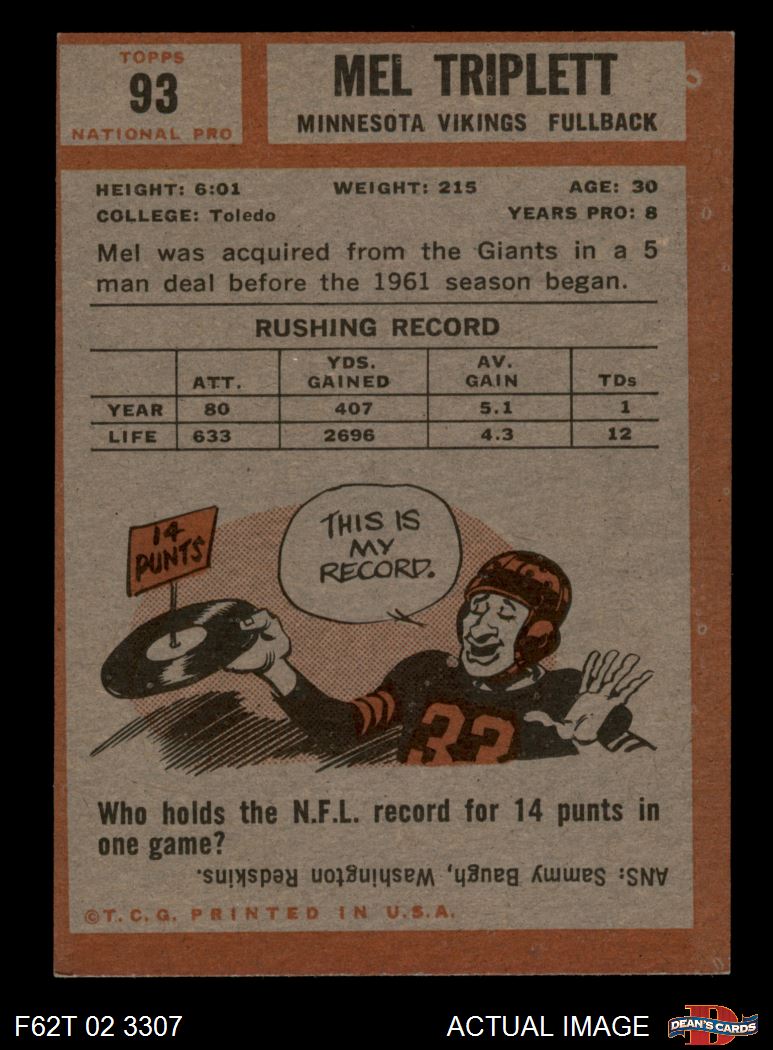 TOPPS
93
NATIONAL PRO
MEL TRIPLETT
MINNESOTA VIKINGS FULLBACK
HEIGHT: 6:01 WEIGHT: 215 AGE: 30
COLLEGE: Toledo YEARS PRO: 8
Mel was acquired from the Giants in a 5
man deal before the 1961 season began.
RUSHING RECORD
ATT. YDS. GAINED AV. GAIN TDs
YEAR 80 407 5.1 1
LIFE 633 2696 4.3 12
14
PUNTS
THIS IS
MY
RECORD.
33
Who holds the N.F.L. record for 14 punts in
one game?
ANS: Sammy Baugh, Washington Redskins.
©T.C.G. PRINTED IN U.S.A.
F62T 02 3307 ACTUAL IMAGE
D
DEAN'S CARDS